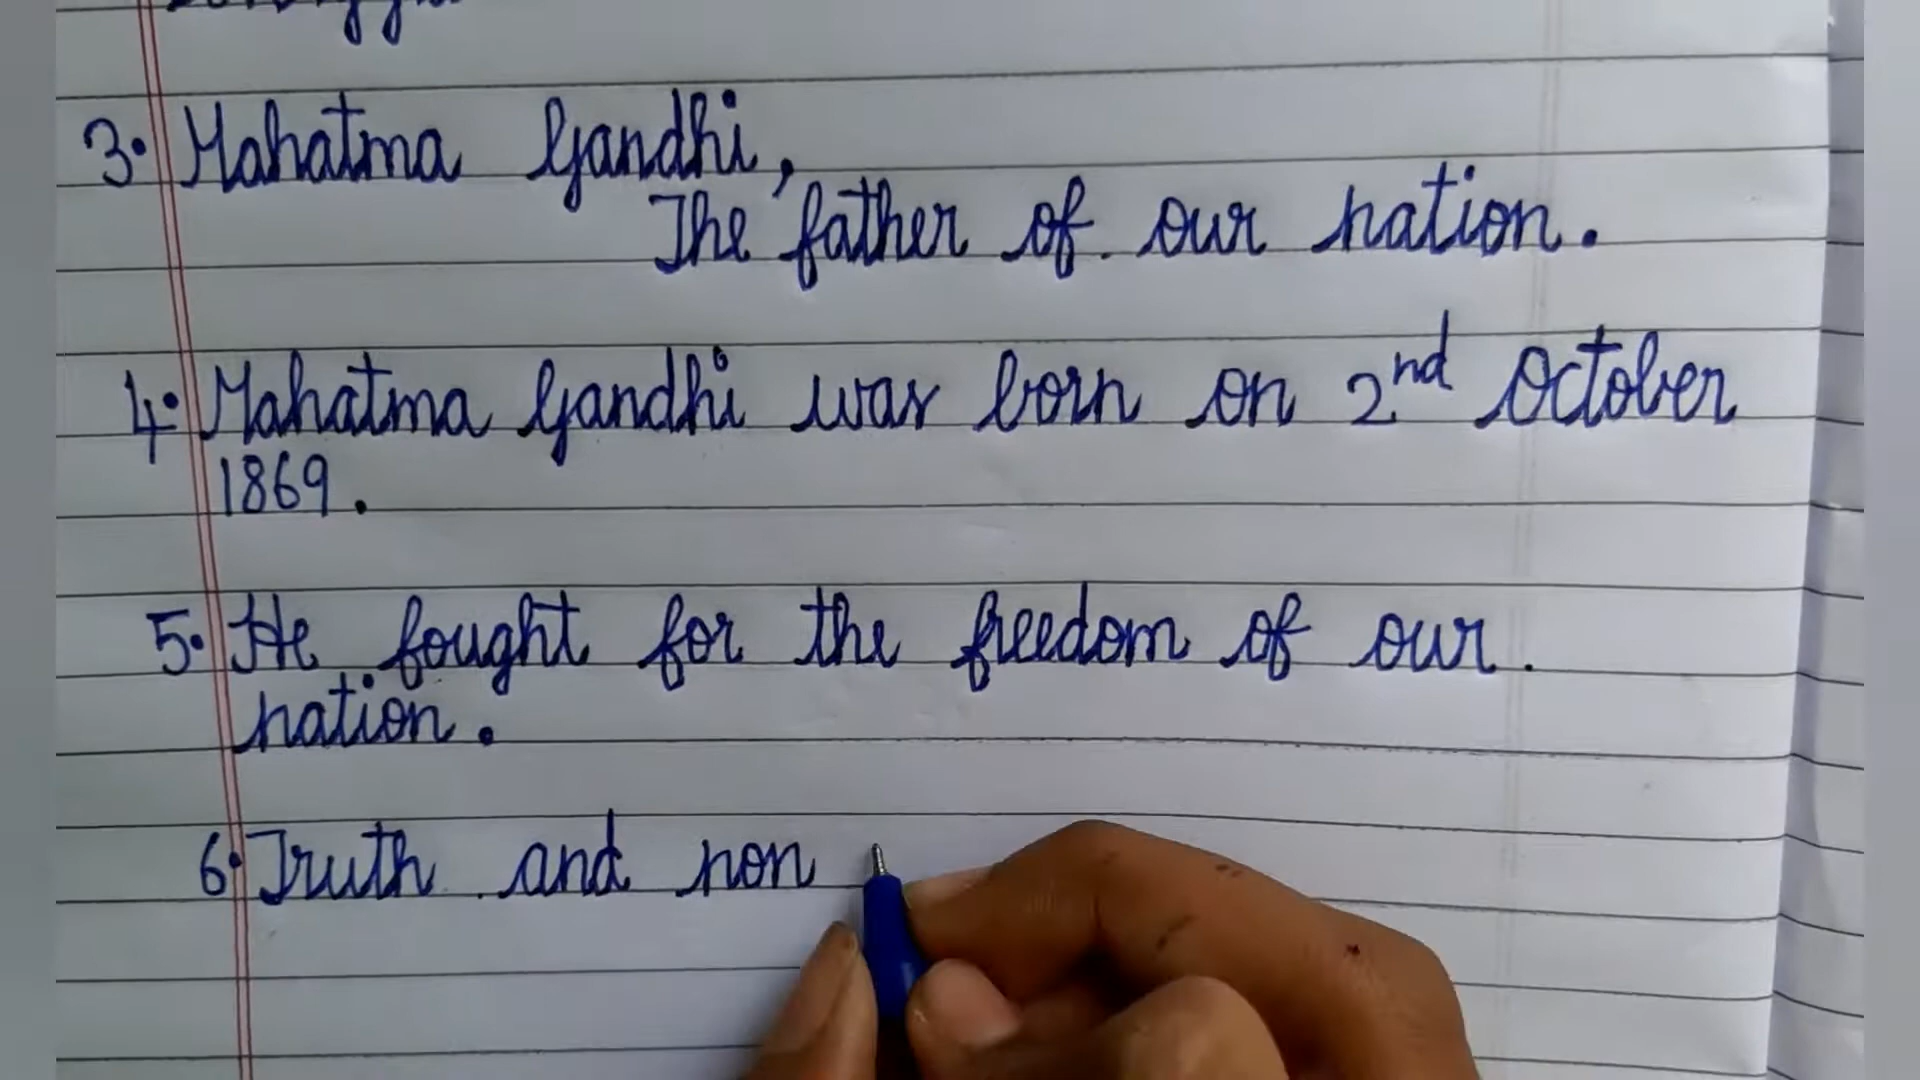 3. Mahatma Gandhi,
The father of our nation.
4. Mahatma Gandhi was born on 2nd October
1869.
5. He fought for the freedom of our
nation.
6. Truth and non